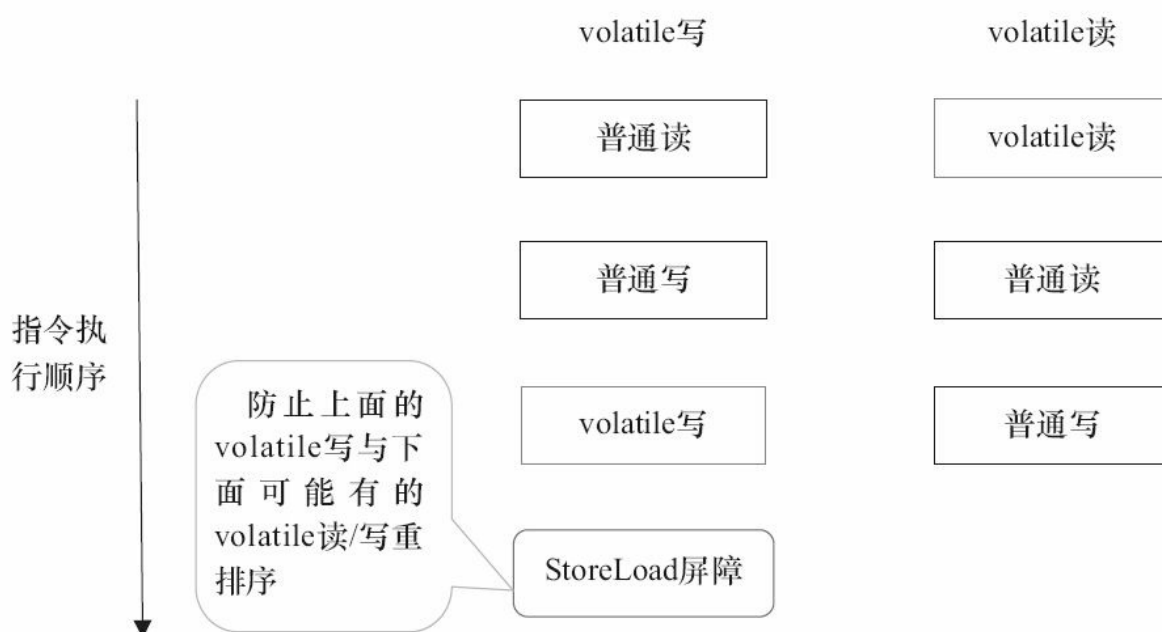 volatile写
volatile读
普通读
volatile读
普通写
普通读
指令执
行顺序
防止上面的
volatile写与下
面可能有的
volatile读/写重
排序
volatile写
普通写
StoreLoad屏障